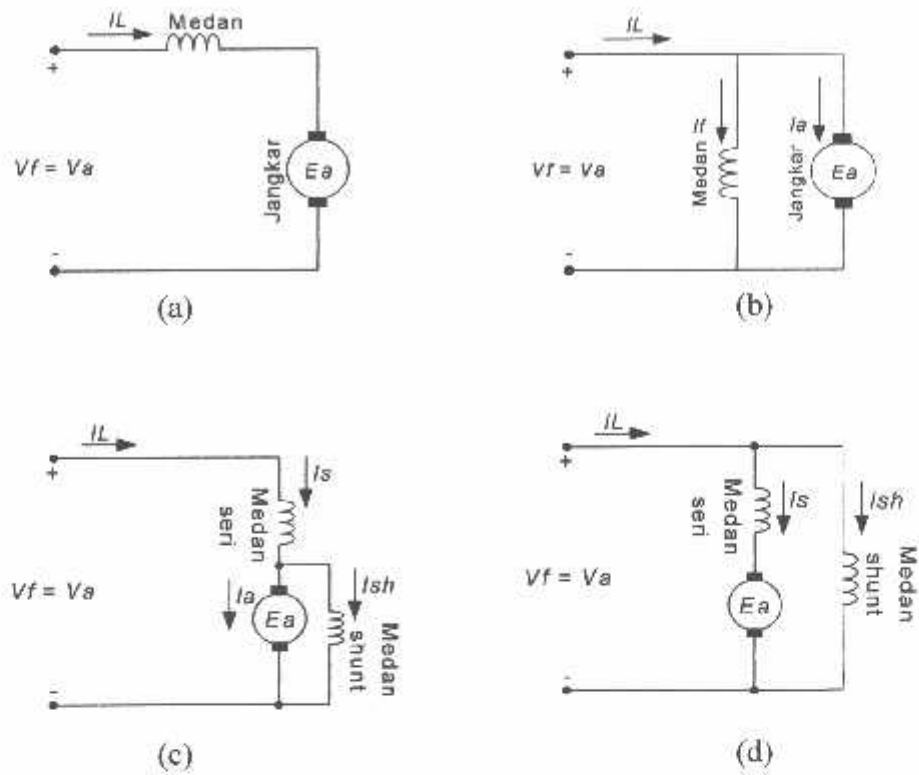 IL
Medan
+
Vf = Va
Jangkar
Ea
-
(a)
IL
+
Vf = Va
If
Medan
Ia
Jangkar
Ea
-
(b)
IL
+
Is
Medan
seri
Vf = Va
Ia
Ea
Ish
Medan
shunt
-
(c)
IL
+
Medan
seri
Is
Ish
Vf = Va
Ea
Medan
shunt
-
(d)